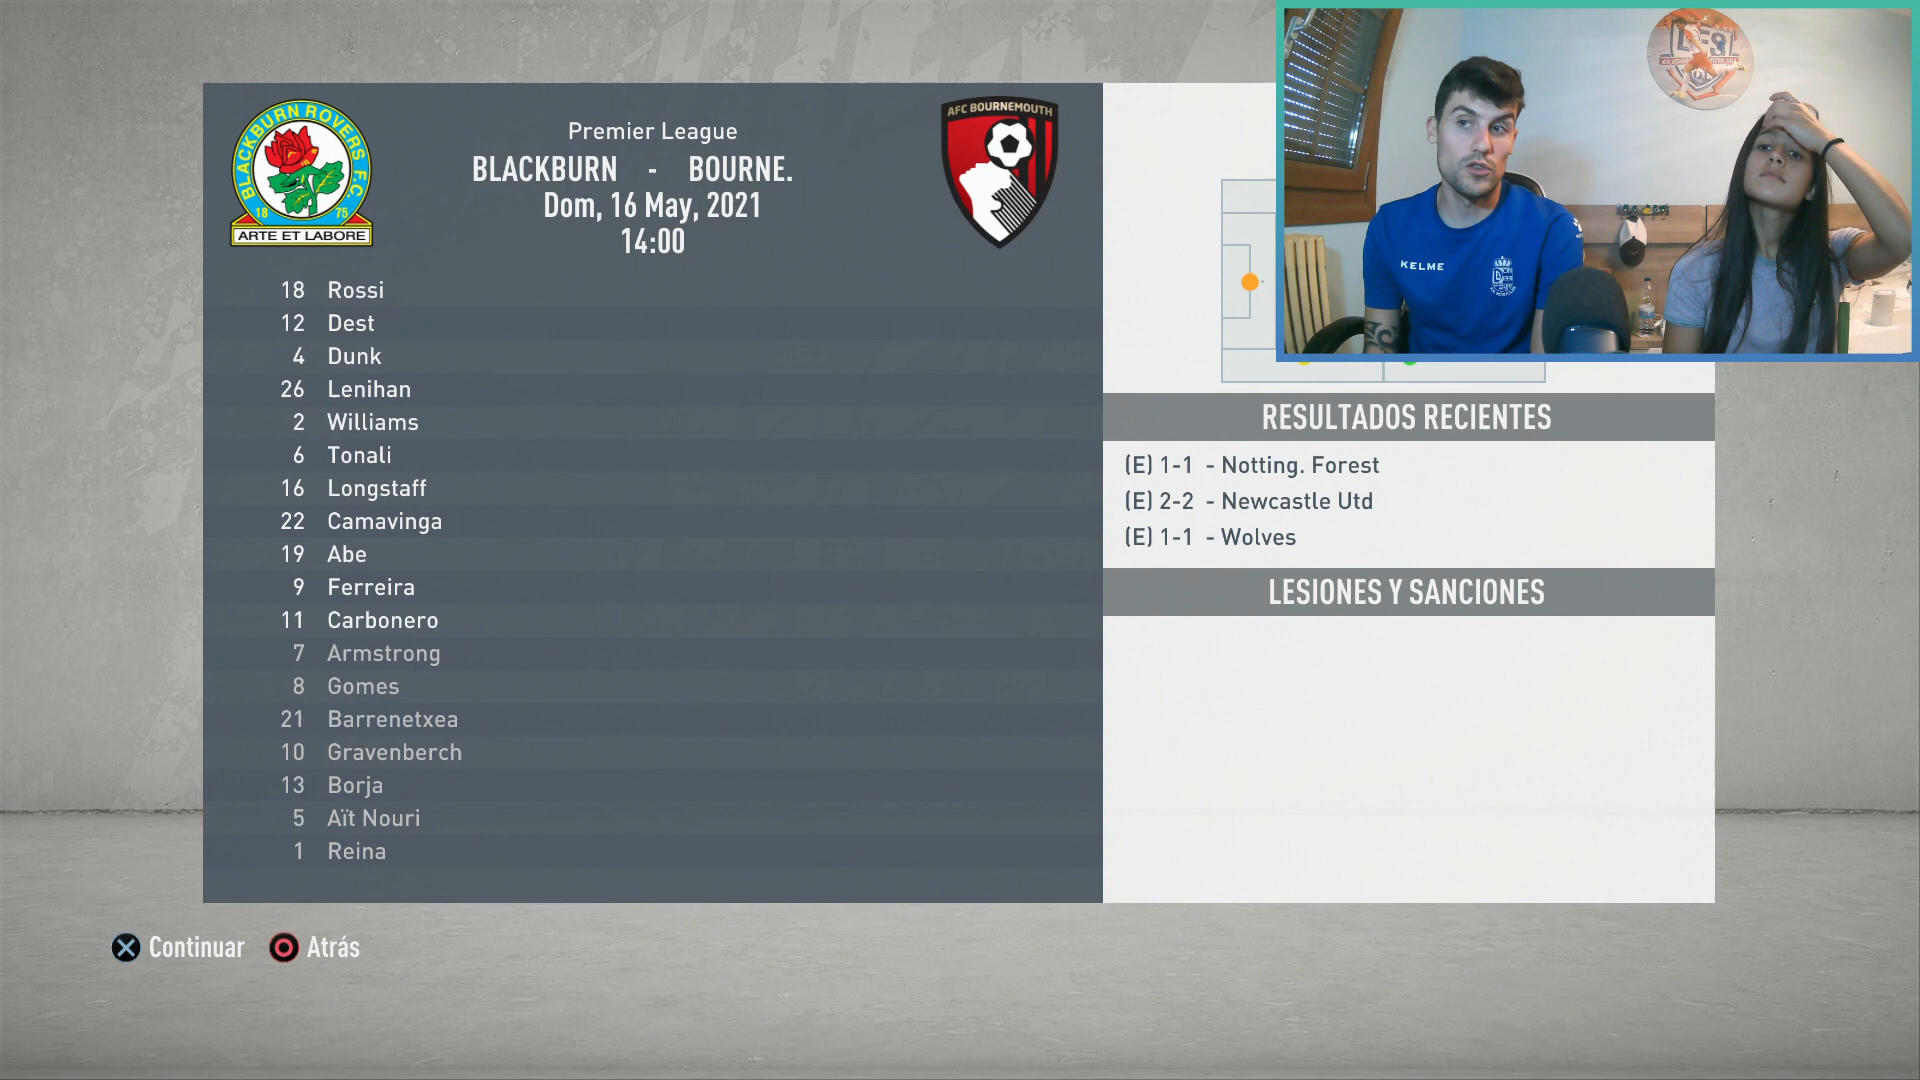 BLACKBURN ROVERS F.C.
18 75
ARTE ET LABORE
Premier League
BLACKBURN - BOURNE.
Dom, 16 May, 2021
14:00
AFC BOURNEMOUTH
18 Rossi
12 Dest
4 Dunk
26 Lenihan
2 Williams
6 Tonali
16 Longstaff
22 Camavinga
19 Abe
9 Ferreira
11 Carbonero
7 Armstrong
8 Gomes
21 Barrenetxea
10 Gravenberch
13 Borja
5 Aït Nouri
1 Reina
KELME
RESULTADOS RECIENTES
(E) 1-1 - Notting. Forest
(E) 2-2 - Newcastle Utd
(E) 1-1 - Wolves
LESIONES Y SANCIONES
Continuar
Atrás